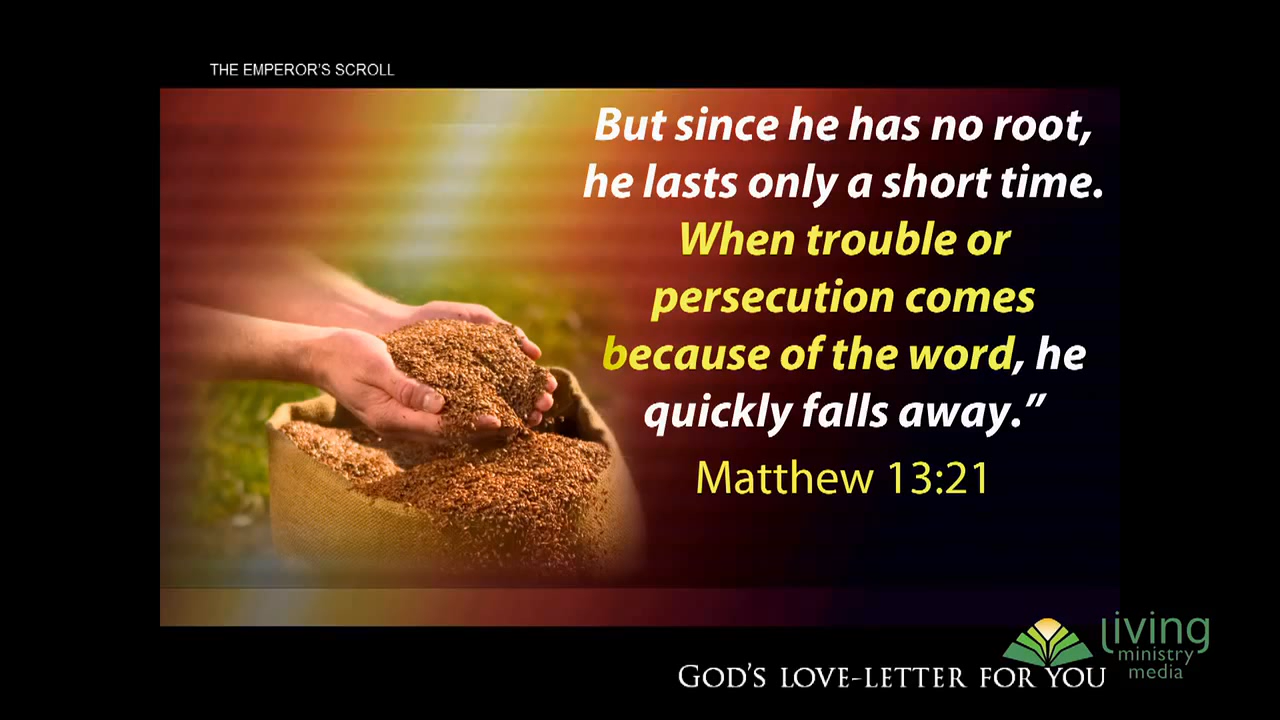 THE EMPEROR'S SCROLL
But since he has no root,
he lasts only a short time.
When trouble or
persecution comes
because of the word, he
quickly falls away.”
Matthew 13:21
GOD'S LOVE-LETTER FOR YOU
living
ministry
media